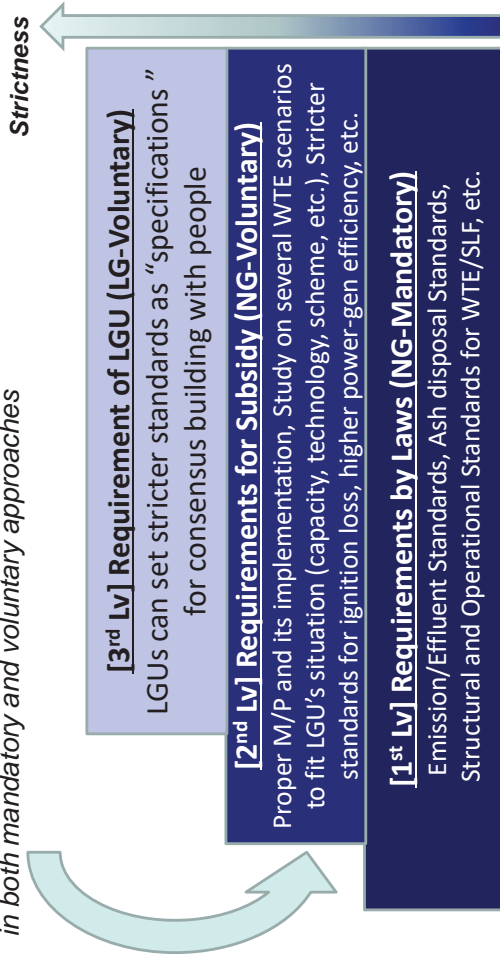 in both mandatory and voluntary approaches
Strictness
[3rd Lv] Requirement of LGU (LG-Voluntary)
LGUs can set stricter standards as “specifications”
for consensus building with people
[2nd Lv] Requirements for Subsidy (NG-Voluntary)
Proper M/P and its implementation, Study on several WTE scenarios
to fit LGU’s situation (capacity, technology, scheme, etc.), Stricter
standards for ignition loss, higher power-gen efficiency, etc.
[1st Lv] Requirements by Laws (NG-Mandatory)
Emission/Effluent Standards, Ash disposal Standards,
Structural and Operational Standards for WTE/SLF, etc.